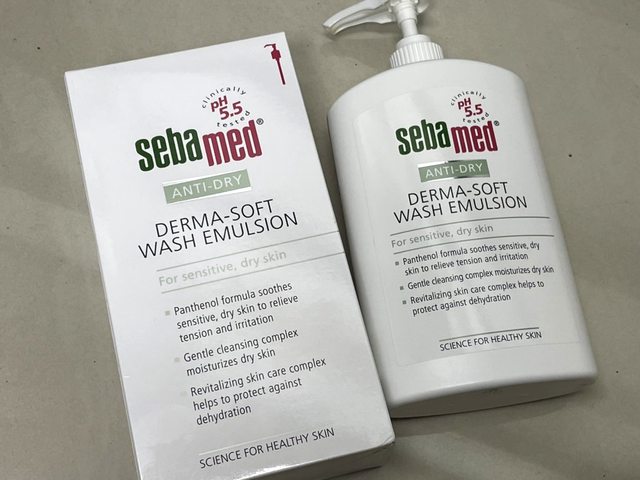 clinically tested
pH
5.5
sebamed®
ANTI-DRY
DERMA-SOFT
WASH EMULSION
For sensitive, dry skin
Panthenol formula soothes
sensitive, dry skin to relieve
tension and irritation
Gentle cleansing complex
moisturizes dry skin
Revitalizing skin care complex
helps to protect against
dehydration
SCIENCE FOR HEALTHY SKIN
clinically tested
pH
5.5
sebamed®
ANTI-DRY
DERMA-SOFT
WASH EMULSION
For sensitive, dry skin
Panthenol formula soothes sensitive, dry
skin to relieve tension and irritation
Gentle cleansing complex moisturizes dry skin
Revitalizing skin care complex helps to
protect against dehydration
SCIENCE FOR HEALTHY SKIN